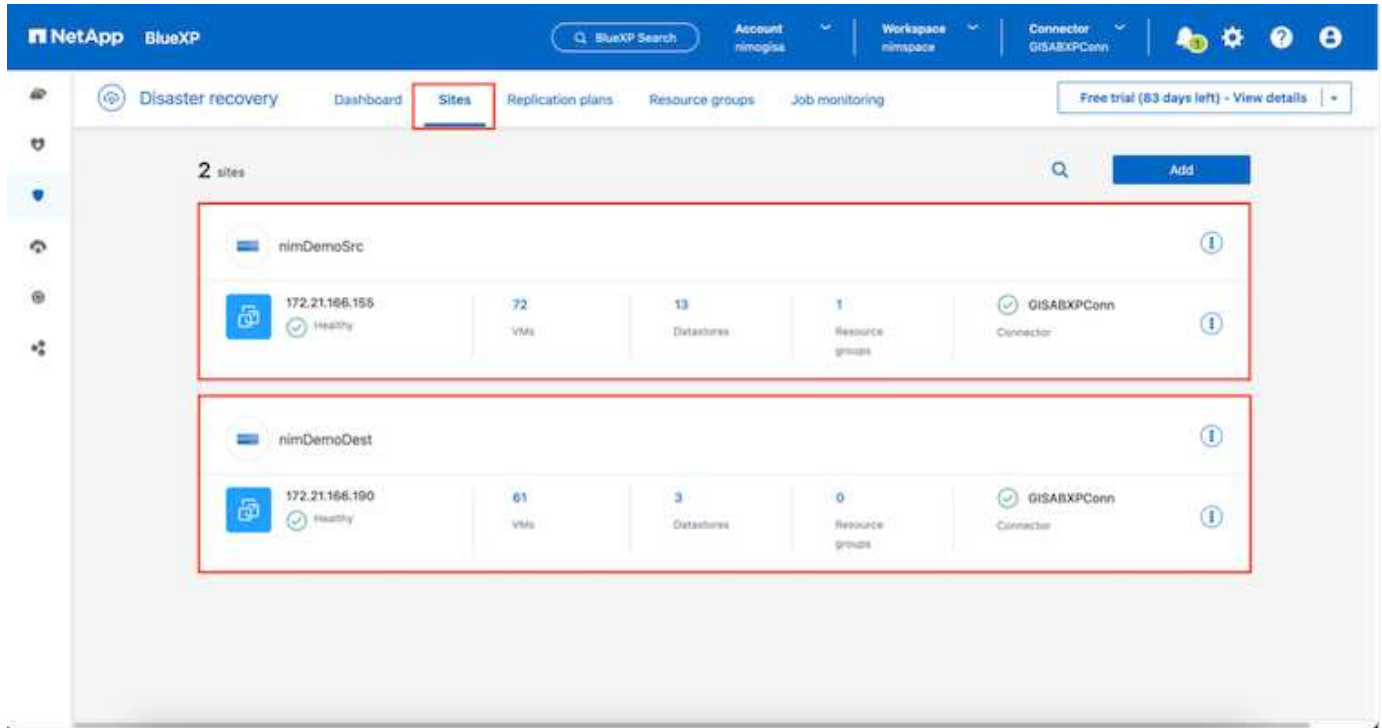 NetApp BlueXP
BlueXP Search
Account
nimogisa
Workspace
nimspace
Connector
GISABXPConn
1
Disaster recovery
Dashboard
Sites
Replication plans
Resource groups
Job monitoring
Free trial (83 days left) - View details
2 sites
Add
nimDemoSrc
172.21.166.155
Healthy
72
VMs
13
Datastores
1
Resource
groups
GISABXPConn
Connector
nimDemoDest
172.21.166.190
Healthy
61
VMs
3
Datastores
0
Resource
groups
GISABXPConn
Connector